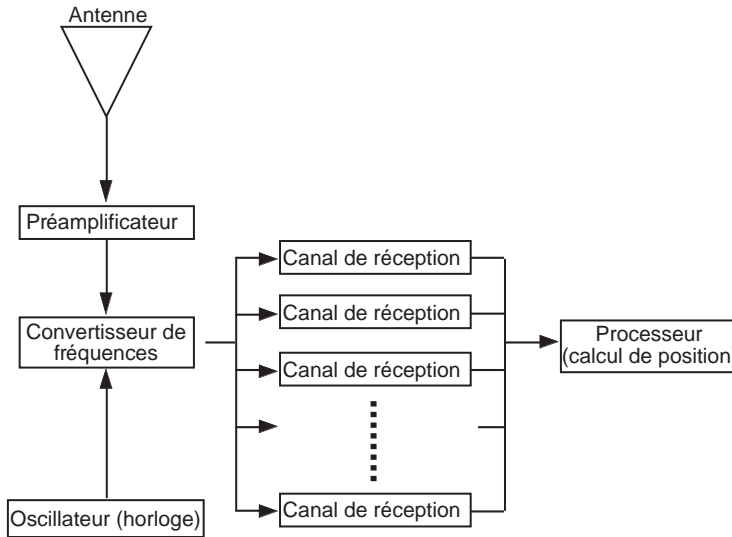 Antenne
Préamplificateur
Convertisseur de
fréquences
Oscillateur (horloge)
Canal de réception
Canal de réception
Canal de réception
Canal de réception
Processeur
(calcul de position